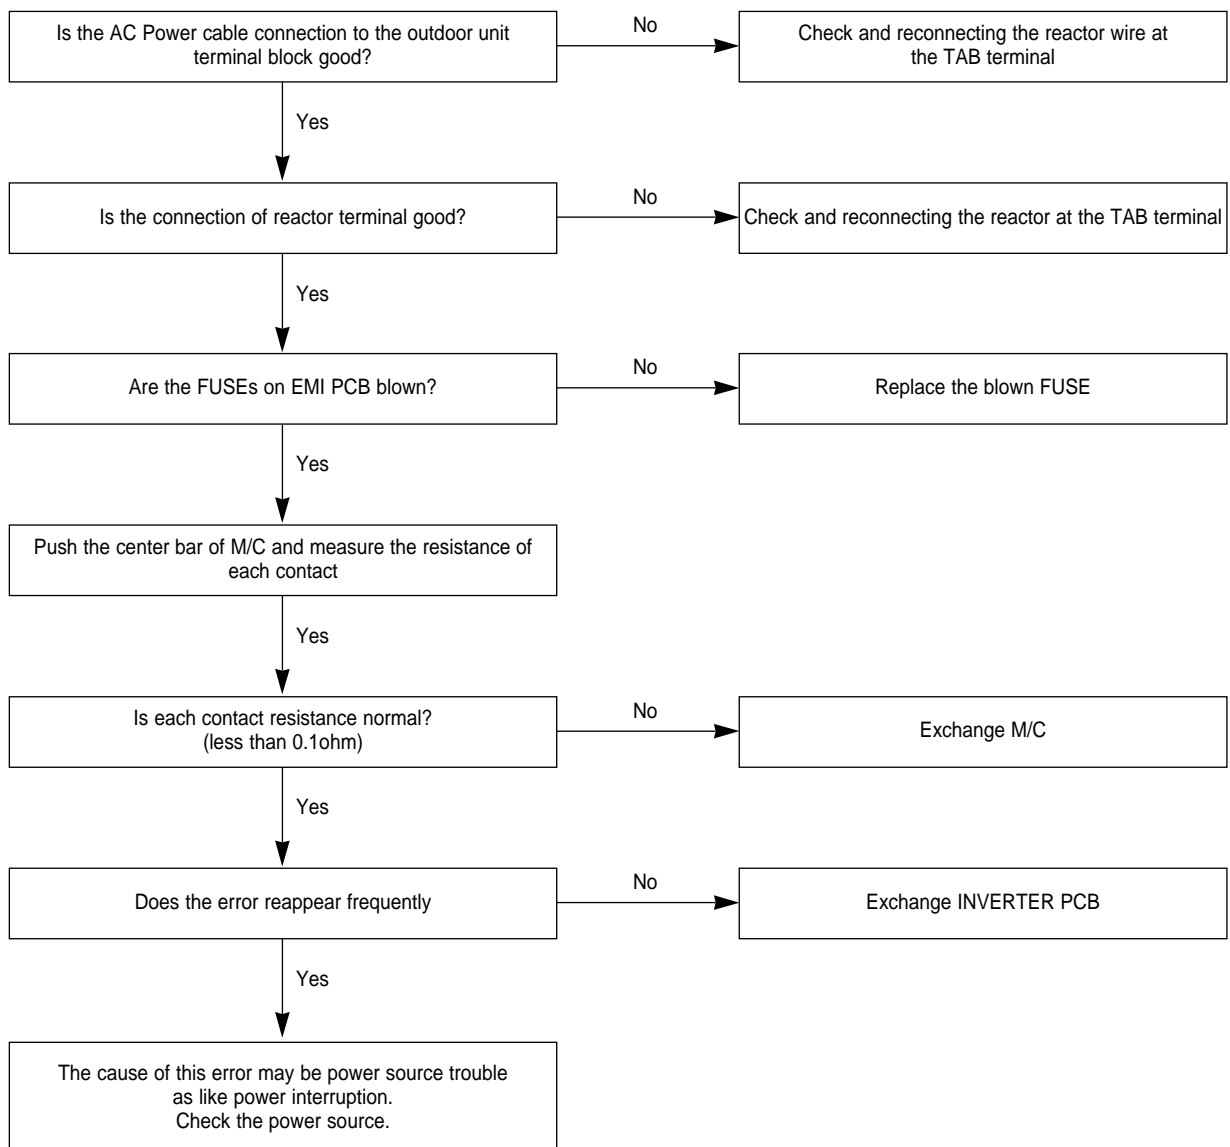 Is the AC Power cable connection to the outdoor unit
terminal block good?
No
Check and reconnecting the reactor wire at
the TAB terminal
Yes
Is the connection of reactor terminal good?
No
Check and reconnecting the reactor at the TAB terminal
Yes
Are the FUSEs on EMI PCB blown?
No
Replace the blown FUSE
Yes
Push the center bar of M/C and measure the resistance of
each contact
Yes
Is each contact resistance normal?
(less than 0.1ohm)
No
Exchange M/C
Yes
Does the error reappear frequently
No
Exchange INVERTER PCB
Yes
The cause of this error may be power source trouble
as like power interruption.
Check the power source.